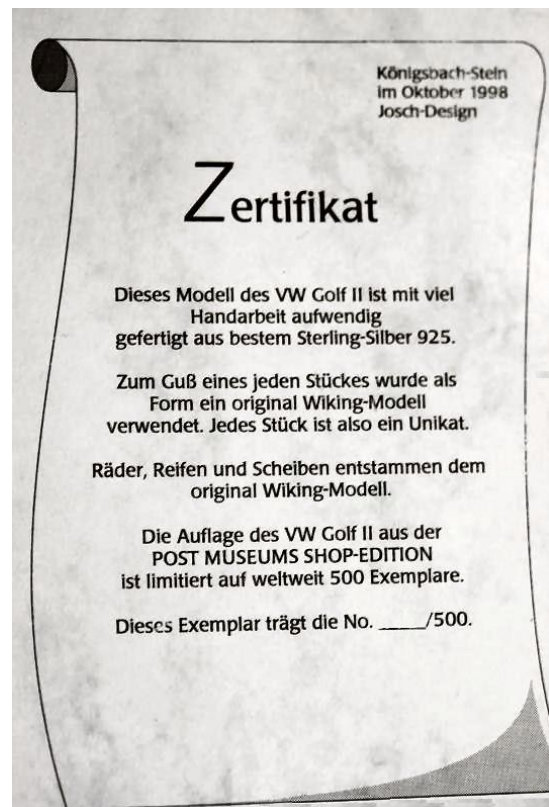 Königsbach-Stein
im Oktober 1998
Josch-Design
Zertifikat
Dieses Modell des VW Golf II ist mit viel
Handarbeit aufwendig
gefertigt aus bestem Sterling-Silber 925.
Zum Guß eines jeden Stückes wurde als
Form ein original Wiking-Modell
verwendet. Jedes Stück ist also ein Unikat.
Räder, Reifen und Scheiben entstammen dem
original Wiking-Modell.
Die Auflage des VW Golf II aus der
POST MUSEUMS SHOP-EDITION
ist limitiert auf weltweit 500 Exemplare.
Dieses Exemplar trägt die No. _____/500.